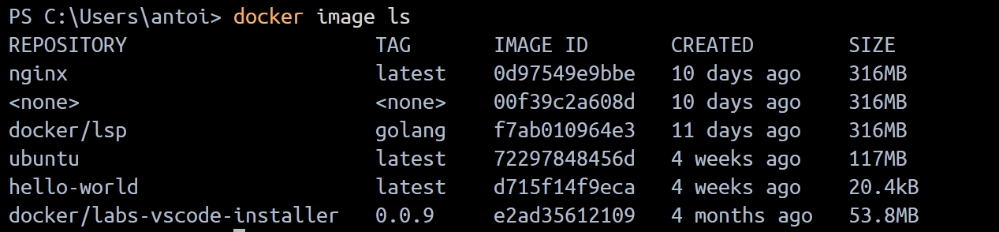 PS C:\Users\antoi> docker image ls
REPOSITORY TAG IMAGE ID CREATED SIZE
nginx latest 0d97549e9bbe 10 days ago 316MB
<none> <none> 00f39c2a608d 10 days ago 316MB
docker/lsp golang f7ab010964e3 11 days ago 316MB
ubuntu latest 72297848456d 4 weeks ago 117MB
hello-world latest d715f14f9eca 4 weeks ago 20.4kB
docker/labs-vscode-installer 0.0.9 e2ad35612109 4 months ago 53.8MB